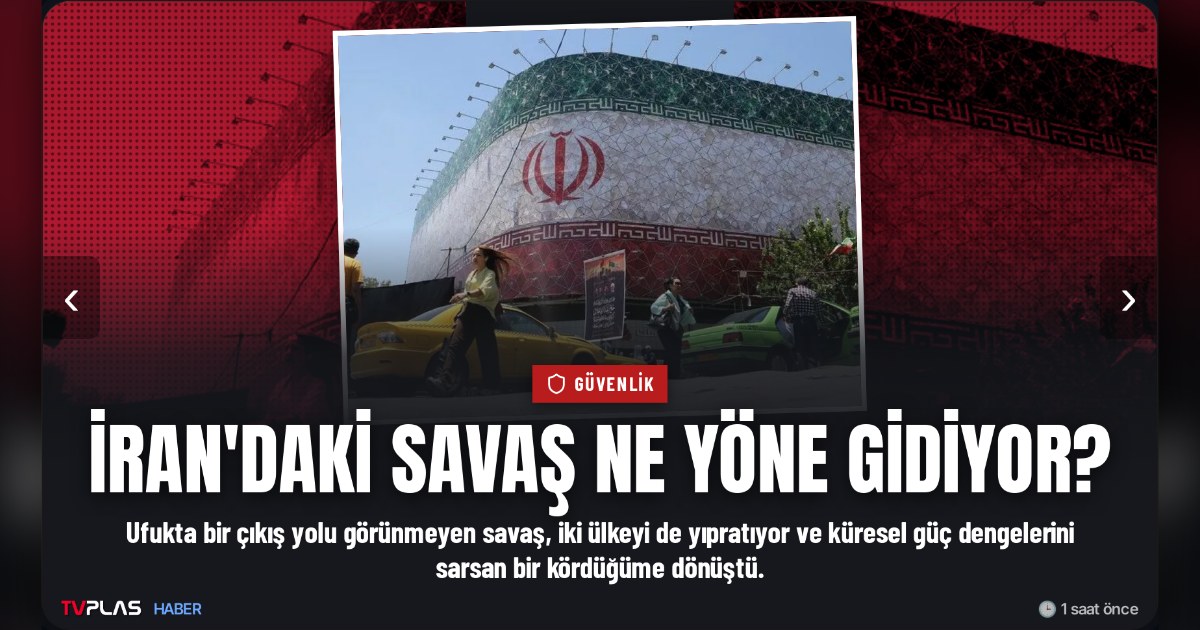 GÜVENLİK
İRAN'DAKİ SAVAŞ NE YÖNE GİDİYOR?
Ufukta bir çıkış yolu görünmeyen savaş, iki ülkeyi de yıpratıyor ve küresel güç dengelerini
sarsan bir kördüğüme dönüştü.
TVPLAS HABER
1 saat önce